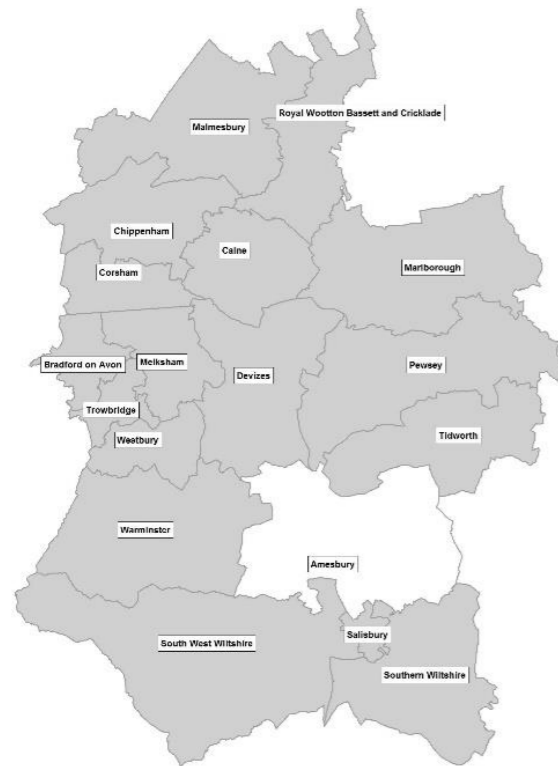 Royal Wootton Bassett and Cricklade
Malmesbury
Chippenham
Calne
Corsham
Marlborough
Bradford on Avon
Melksham
Devizes
Pewsey
Trowbridge
Westbury
Tidworth
Warminster
Amesbury
Salisbury
South West Wiltshire
Southern Wiltshire